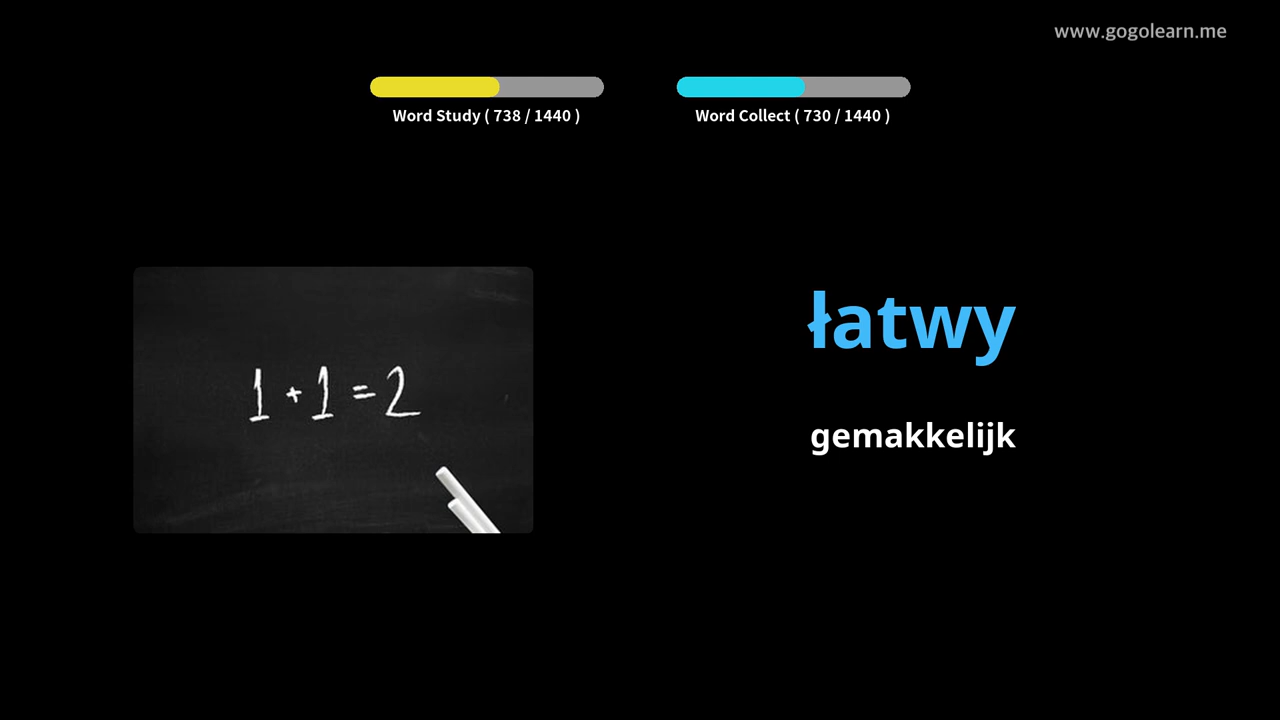 www.gogolearn.me
Word Study ( 738 / 1440 )
Word Collect ( 730 / 1440 )
1 + 1 = 2
łatwy
gemakkelijk